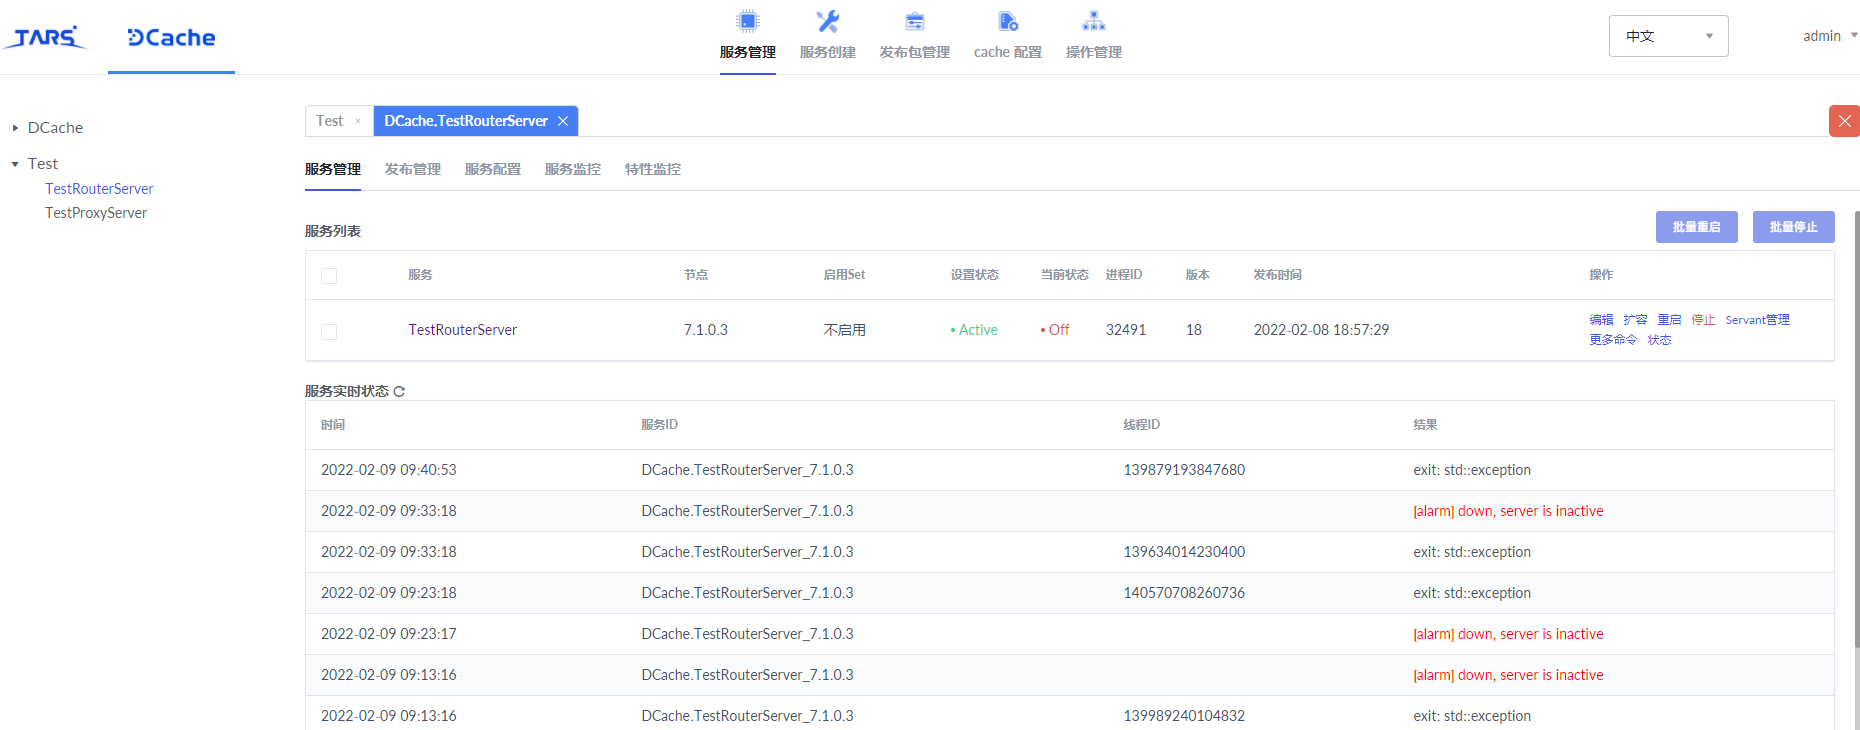 TARS DCache 服务管理 服务创建 发布包管理 cache 配置 操作管理 中文 admin
DCache
Test
TestRouterServer
TestProxyServer
Test × DCache.TestRouterServer ×
服务管理 发布管理 服务配置 服务监控 特性监控
服务列表 批量重启 批量停止
服务 节点 启用Set 设置状态 当前状态 进程ID 版本 发布时间 操作
TestRouterServer 7.1.0.3 不启用 • Active • Off 32491 18 2022-02-08 18:57:29 编辑 扩容 重启 停止 Servant管理
更多命令 状态
服务实时状态
时间 服务ID 线程ID 结果
2022-02-09 09:40:53 DCache.TestRouterServer_7.1.0.3 139879193847680 exit: std::exception
2022-02-09 09:33:18 DCache.TestRouterServer_7.1.0.3 [alarm] down, server is inactive
2022-02-09 09:33:18 DCache.TestRouterServer_7.1.0.3 139634014230400 exit: std::exception
2022-02-09 09:23:18 DCache.TestRouterServer_7.1.0.3 140570708260736 exit: std::exception
2022-02-09 09:23:17 DCache.TestRouterServer_7.1.0.3 [alarm] down, server is inactive
2022-02-09 09:13:16 DCache.TestRouterServer_7.1.0.3 [alarm] down, server is inactive
2022-02-09 09:13:16 DCache.TestRouterServer_7.1.0.3 139989240104832 exit: std::exception